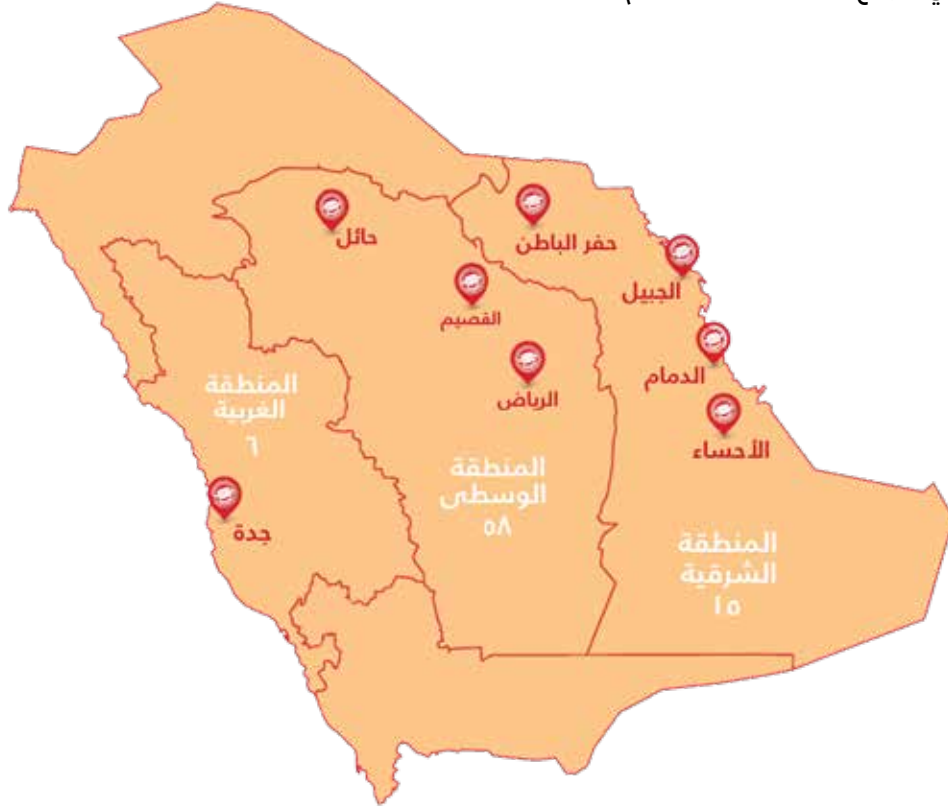 حائل
حفر الباطن
الجبيل
القصيم
الدمام
الرياض
المنطقة
الغربية
٦
الأحساء
المنطقة
الوسطى
٥٨
جدة
المنطقة
الشرقية
١٥